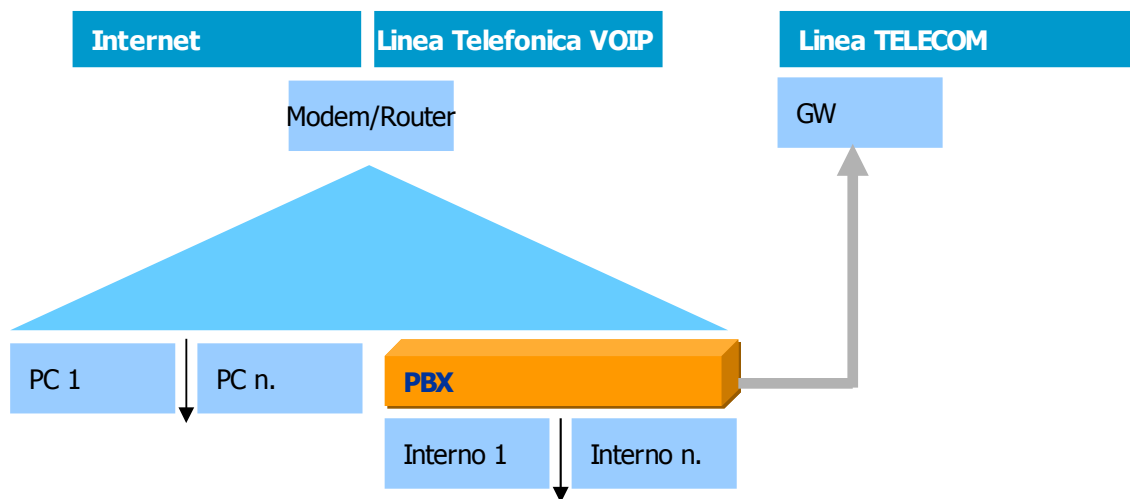 Internet
Linea Telefonica VOIP
Linea TELECOM
Modem/Router
GW
PC 1
PC n.
PBX
Interno 1
Interno n.